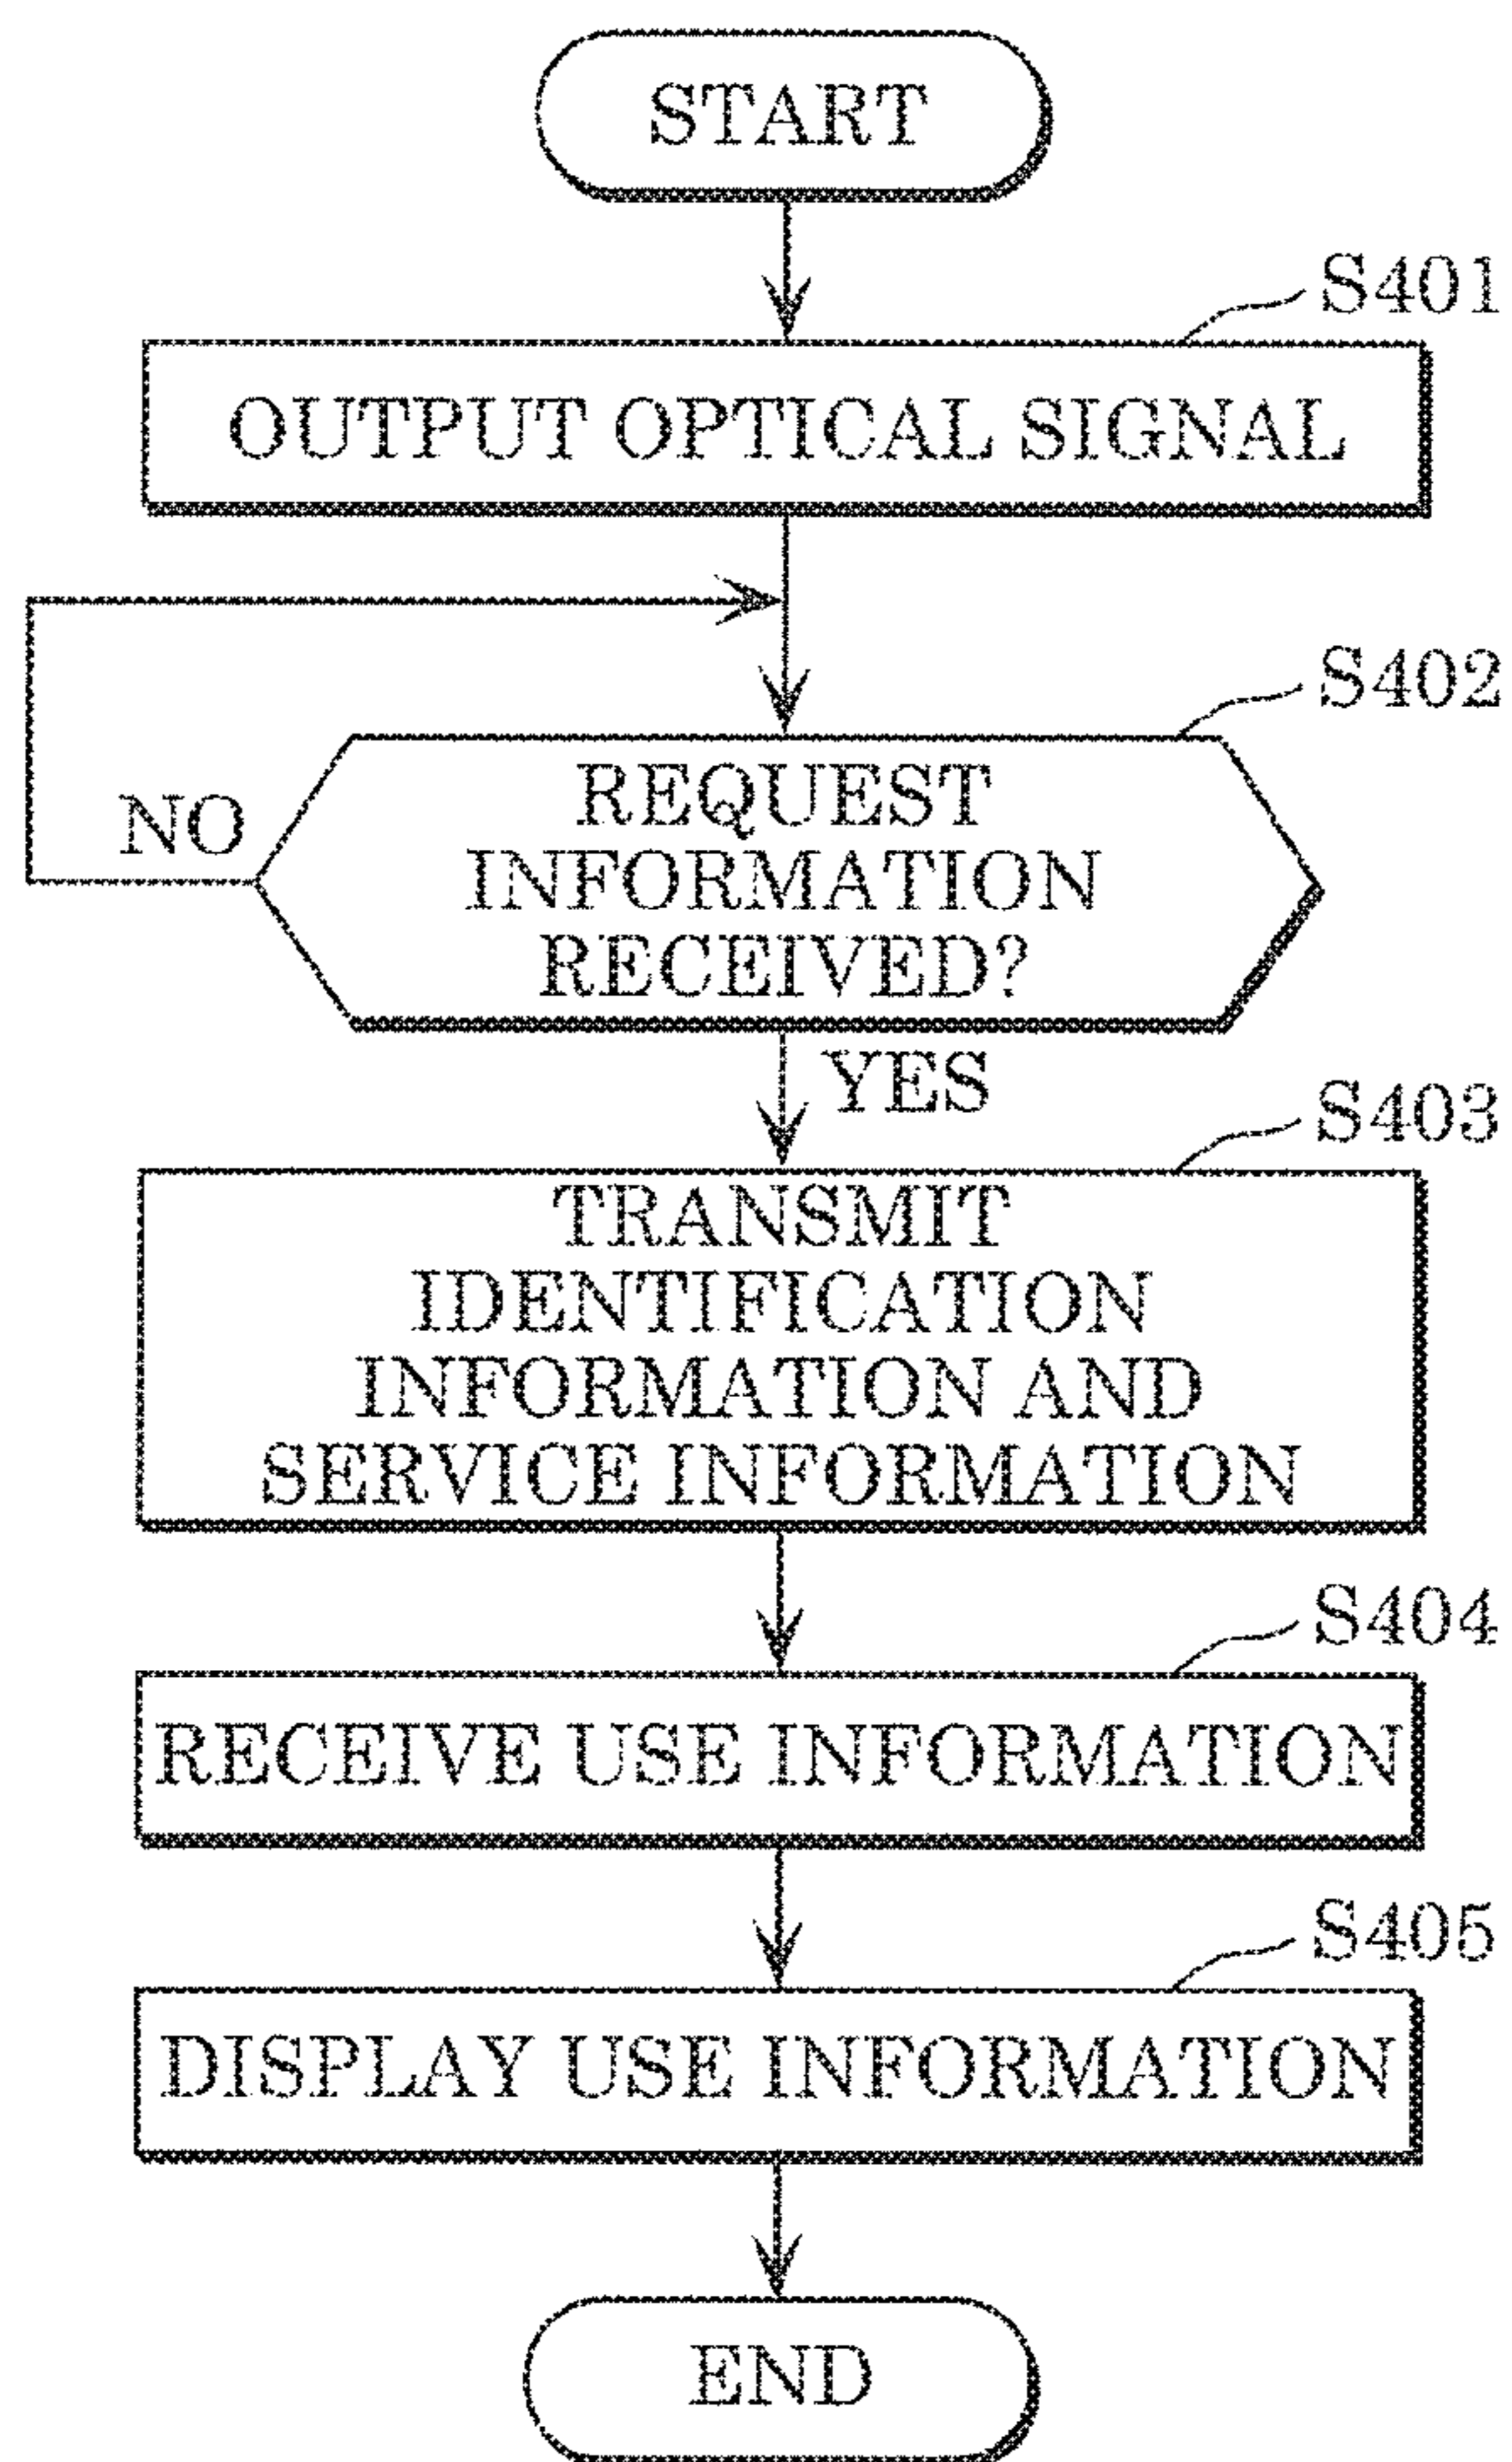 START
S401
OUTPUT OPTICAL SIGNAL
S402
REQUEST
INFORMATION
RECEIVED?
NO
YES
S403
TRANSMIT
IDENTIFICATION
INFORMATION AND
SERVICE INFORMATION
S404
RECEIVE USE INFORMATION
S405
DISPLAY USE INFORMATION
END